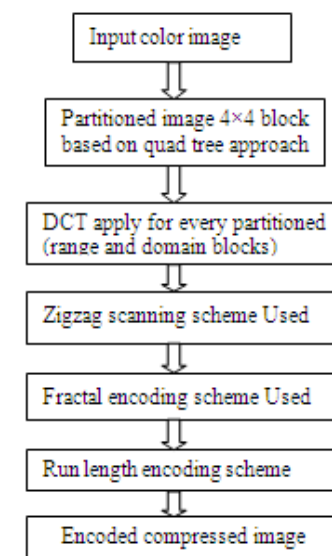 Input color image
Partitioned image 4×4 block
based on quad tree approach
DCT apply for every partitioned
(range and domain blocks)
Zigzag scanning scheme Used
Fractal encoding scheme Used
Run length encoding scheme
Encoded compressed image